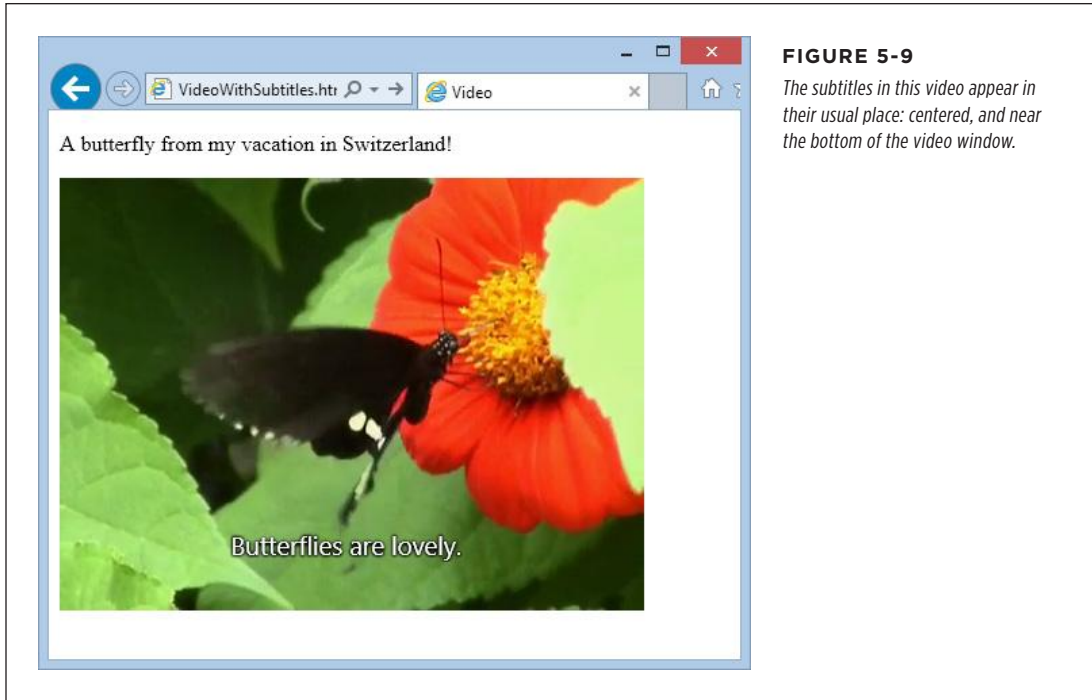 VideoWithSubtitles.htr
Video
A butterfly from my vacation in Switzerland!
Butterflies are lovely.
FIGURE 5-9
The subtitles in this video appear in
their usual place: centered, and near
the bottom of the video window.